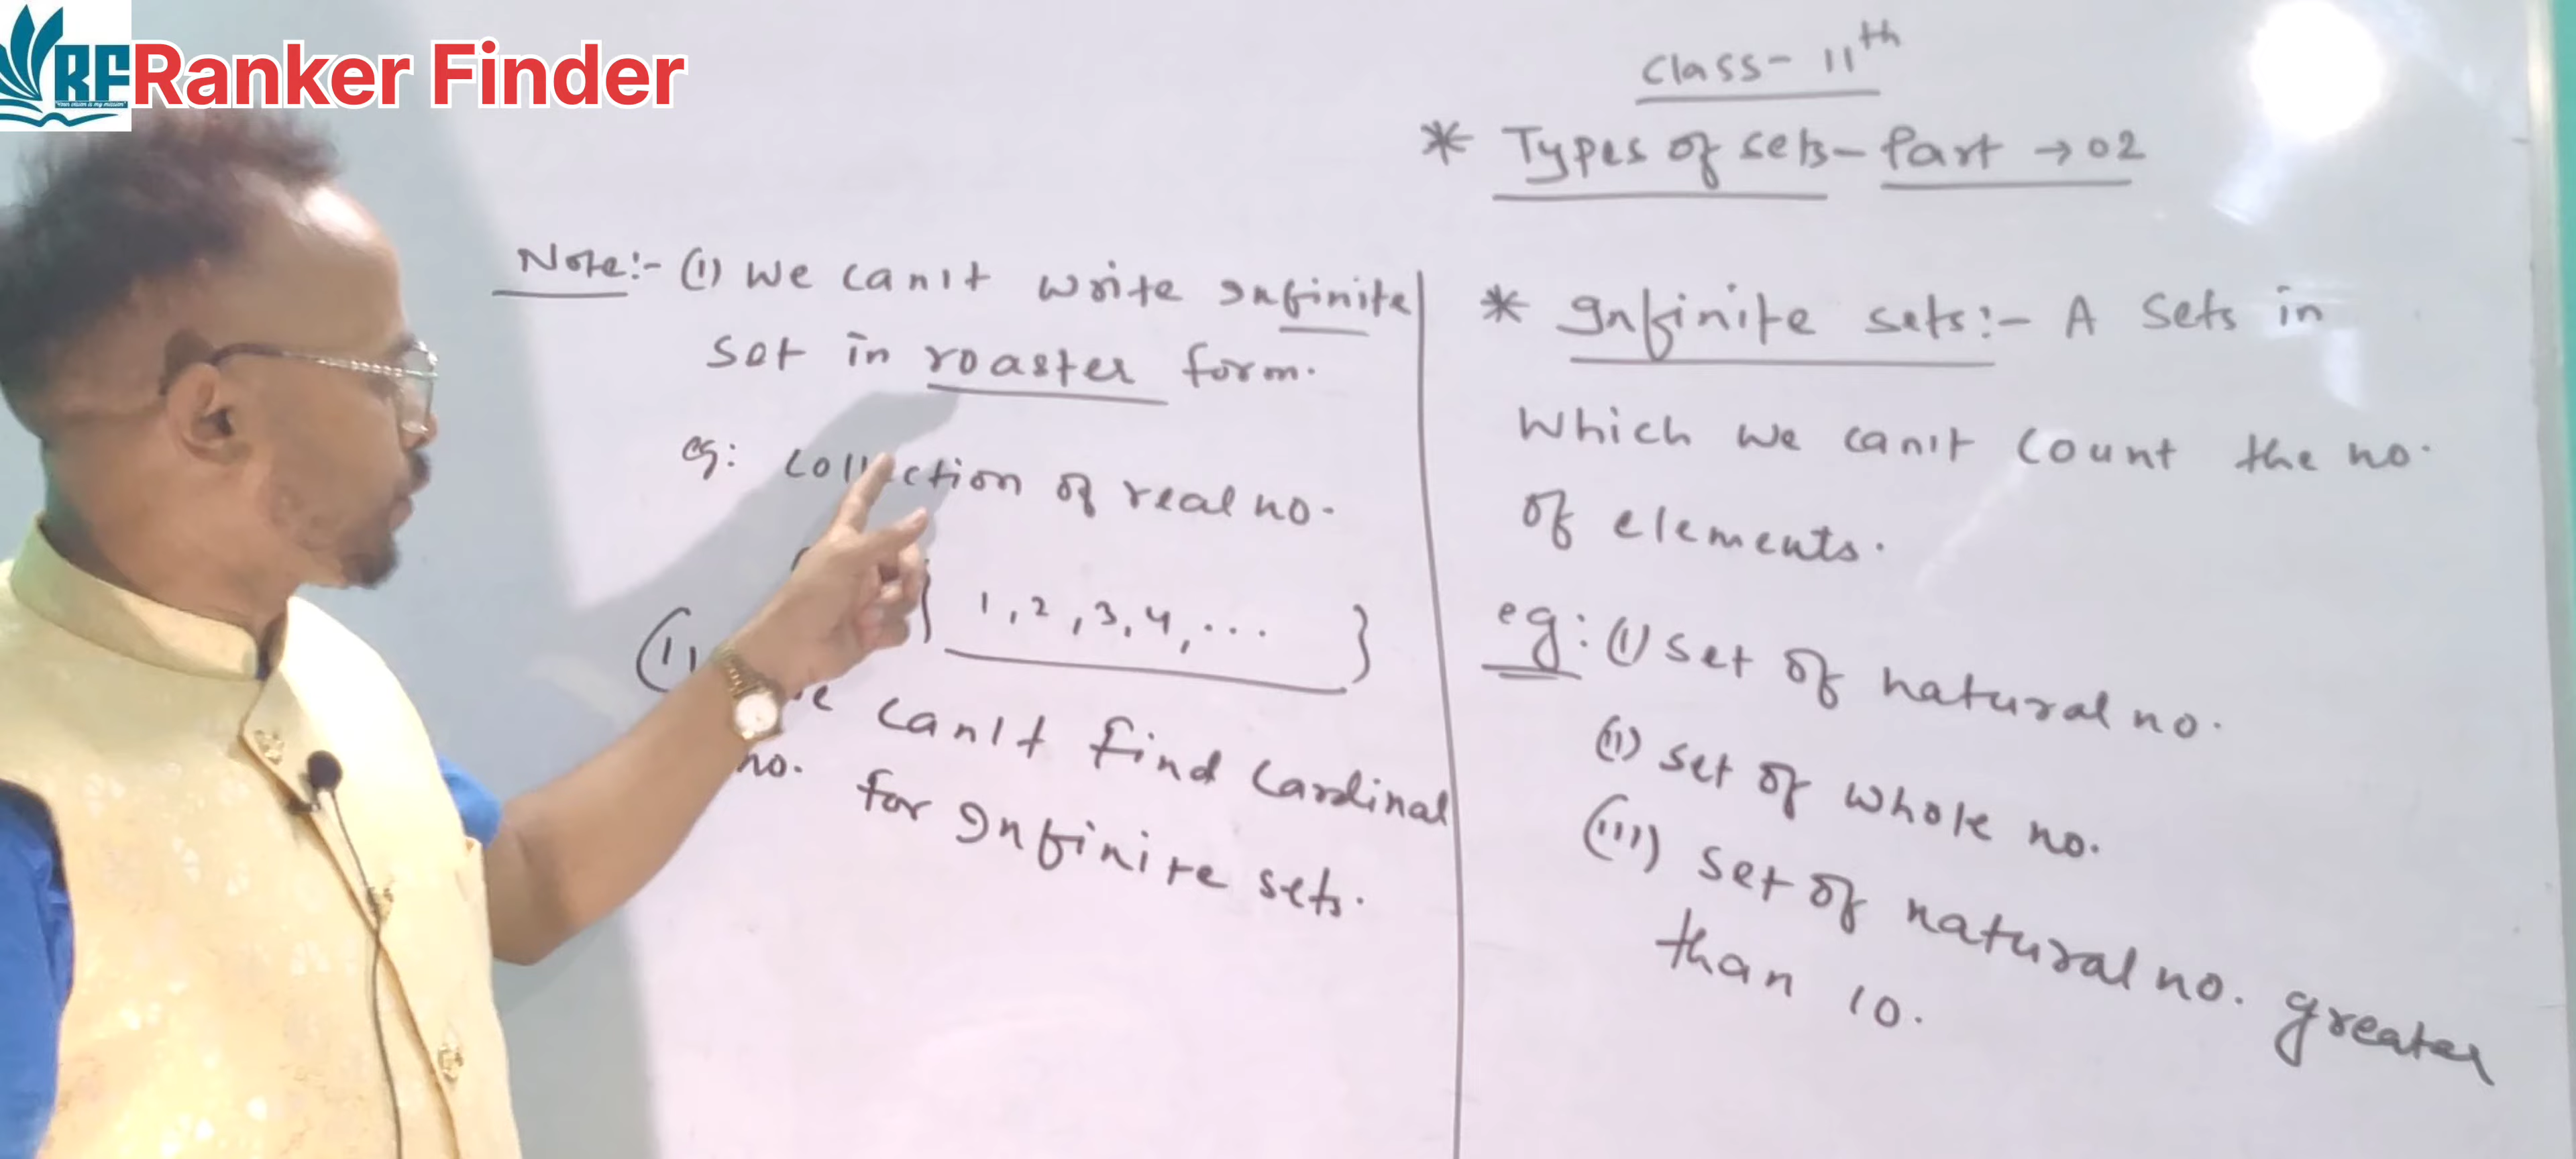 RF Ranker Finder
Class- 11th
* Types of sets- Part → 02
Note:- (1) We can't write Infinite
set in roaster form.
eg: collection of real no.
{ 1, 2, 3, 4, ... }
can't find Cardinal
no. for Infinite sets.
* Infinite sets:- A sets in
which we can't count the no.
of elements.
eg: (i) set of natural no.
(ii) set of whole no.
(iii) set of natural no. greater
than 10.